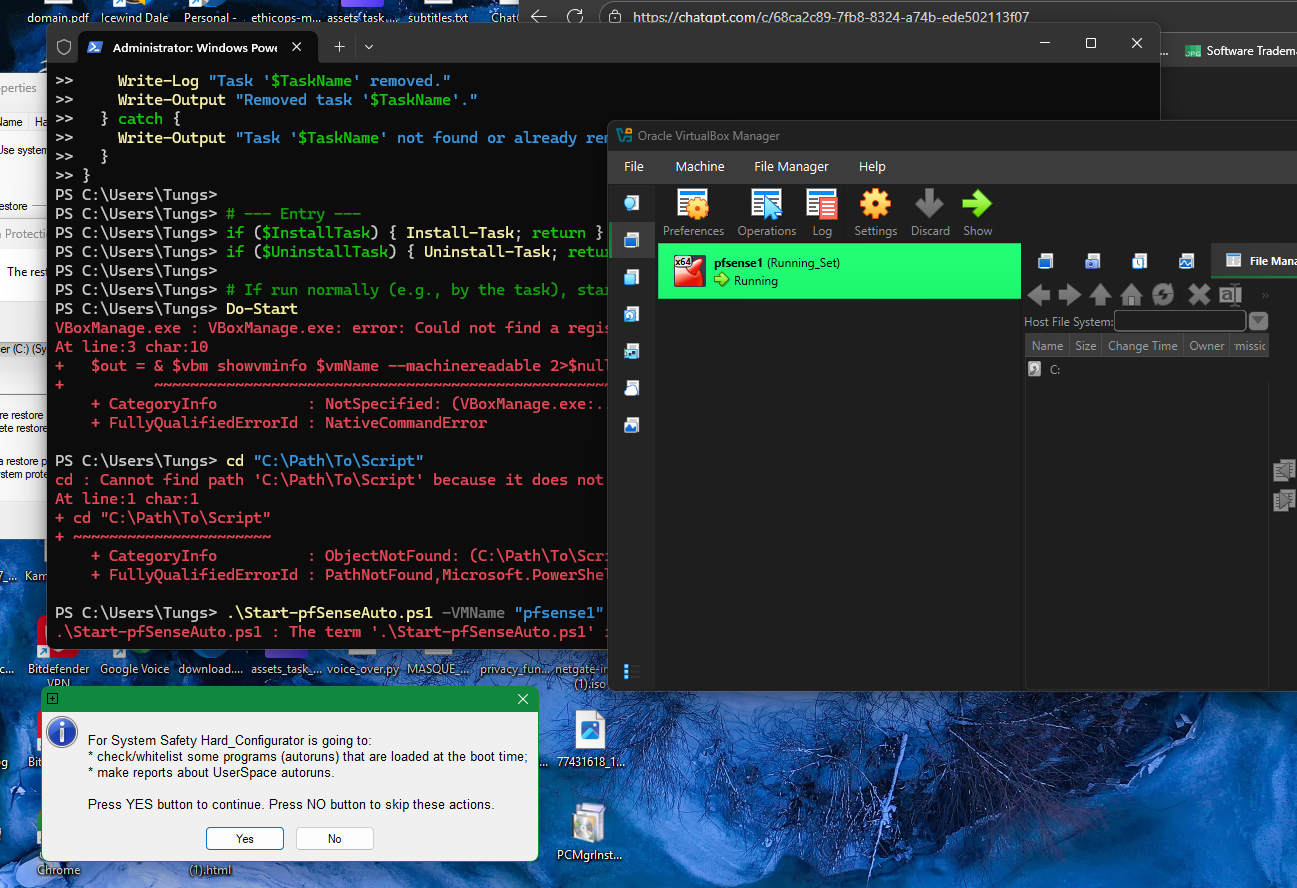 domain.pdf
Icewind Dale
Personal -
ethicops-m...
assets_task_...
subtitles.txt
https://chatgpt.com/c/68ca2c89-7fb8-8324-a74b-ede502113f07
Software Tradem
Administrator: Windows Powe
>> Write-Log "Task '$TaskName' removed."
>> Write-Output "Removed task '$TaskName'."
>> } catch {
>> Write-Output "Task '$TaskName' not found or already re
>> }
>> }
PS C:\Users\Tungs>
PS C:\Users\Tungs> # --- Entry ---
PS C:\Users\Tungs> if ($InstallTask) { Install-Task; return }
PS C:\Users\Tungs> if ($UninstallTask) { Uninstall-Task; retu
PS C:\Users\Tungs>
PS C:\Users\Tungs> # If run normally (e.g., by the task), star
PS C:\Users\Tungs> Do-Start
VBoxManage.exe : VBoxManage.exe: error: Could not find a regis
At line:3 char:10
+ $out = & $vbm showvminfo $vmName --machinereadable 2>$null
+ ~~~~~~~~~~~~~~~~~~~~~~~~~~~~~~~~~~~~~~~~~~~~~~~~~~
+ CategoryInfo : NotSpecified: (VBoxManage.exe:.
+ FullyQualifiedErrorId : NativeCommandError
PS C:\Users\Tungs> cd "C:\Path\To\Script"
cd : Cannot find path 'C:\Path\To\Script' because it does not
At line:1 char:1
+ cd "C:\Path\To\Script"
+ ~~~~~~~~~~~~~~~~~~~~~~
+ CategoryInfo : ObjectNotFound: (C:\Path\To\Scri
+ FullyQualifiedErrorId : PathNotFound,Microsoft.PowerShel
PS C:\Users\Tungs> .\Start-pfSenseAuto.ps1 -VMName "pfsense1"
.\Start-pfSenseAuto.ps1 : The term '.\Start-pfSenseAuto.ps1' i
Oracle VirtualBox Manager
File Machine File Manager Help
Preferences Operations Log Settings Discard Show
x64
pfsense1 (Running_Set)
Running
File Mana
Host File System:
Name Size Change Time Owner
C:
perties
Name Ha
Use system
estore
Protectio
The rest
er (C:) (Sy
re restore
ete restore
a restore p
stem prote
Bitdefender
VPN
Google Voice
download....
assets_task_...
voice_over.py
MASQUE_...
privacy_fun...
netgate-in
(1).iso
For System Safety Hard_Configurator is going to:
* check/whitelist some programs (autoruns) that are loaded at the boot time;
* make reports about UserSpace autoruns.
Press YES button to continue. Press NO button to skip these actions.
Yes No
77431618_1...
PCMgrInst...
Chrome
(1).html